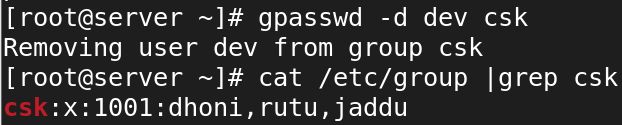 [root@server ~]# gpasswd -d dev csk
Removing user dev from group csk
[root@server ~]# cat /etc/group |grep csk
csk:x:1001:dhoni,rutu,jaddu